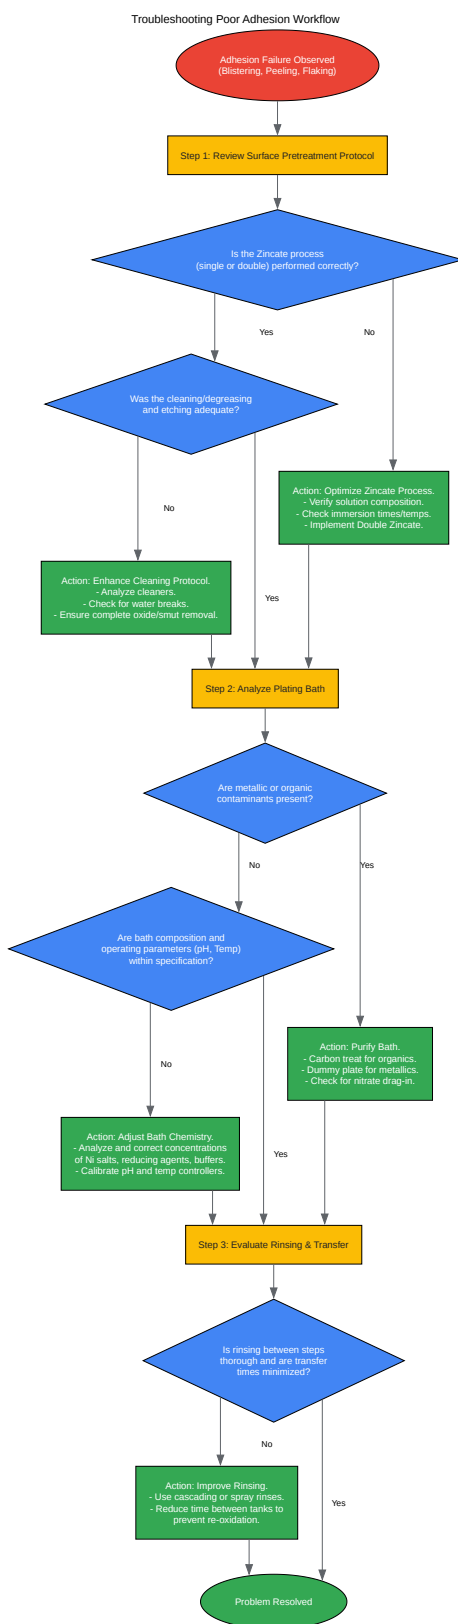 Troubleshooting Poor Adhesion Workflow
Adhesion Failure Observed
(Blistering, Peeling, Flaking)
Step 1: Review Surface Pretreatment Protocol
Is the Zincate process
(single or double) performed correctly?
Yes
No
Was the cleaning/degreasing
and etching adequate?
Action: Optimize Zincate Process.
- Verify solution composition.
- Check immersion times/temps.
- Implement Double Zincate.
No
Action: Enhance Cleaning Protocol.
- Analyze cleaners.
- Check for water breaks.
- Ensure complete oxide/smut removal.
Yes
Step 2: Analyze Plating Bath
Are metallic or organic
contaminants present?
No
Yes
Are bath composition and
operating parameters (pH, Temp)
within specification?
Action: Purify Bath.
- Carbon treat for organics.
- Dummy plate for metallics.
- Check for nitrate drag-in.
No
Action: Adjust Bath Chemistry.
- Analyze and correct concentrations
of Ni salts, reducing agents, buffers.
- Calibrate pH and temp controllers.
Yes
Step 3: Evaluate Rinsing & Transfer
Is rinsing between steps
thorough and are transfer
times minimized?
No
Action: Improve Rinsing.
- Use cascading or spray rinses.
- Reduce time between tanks to
prevent re-oxidation.
Yes
Problem Resolved